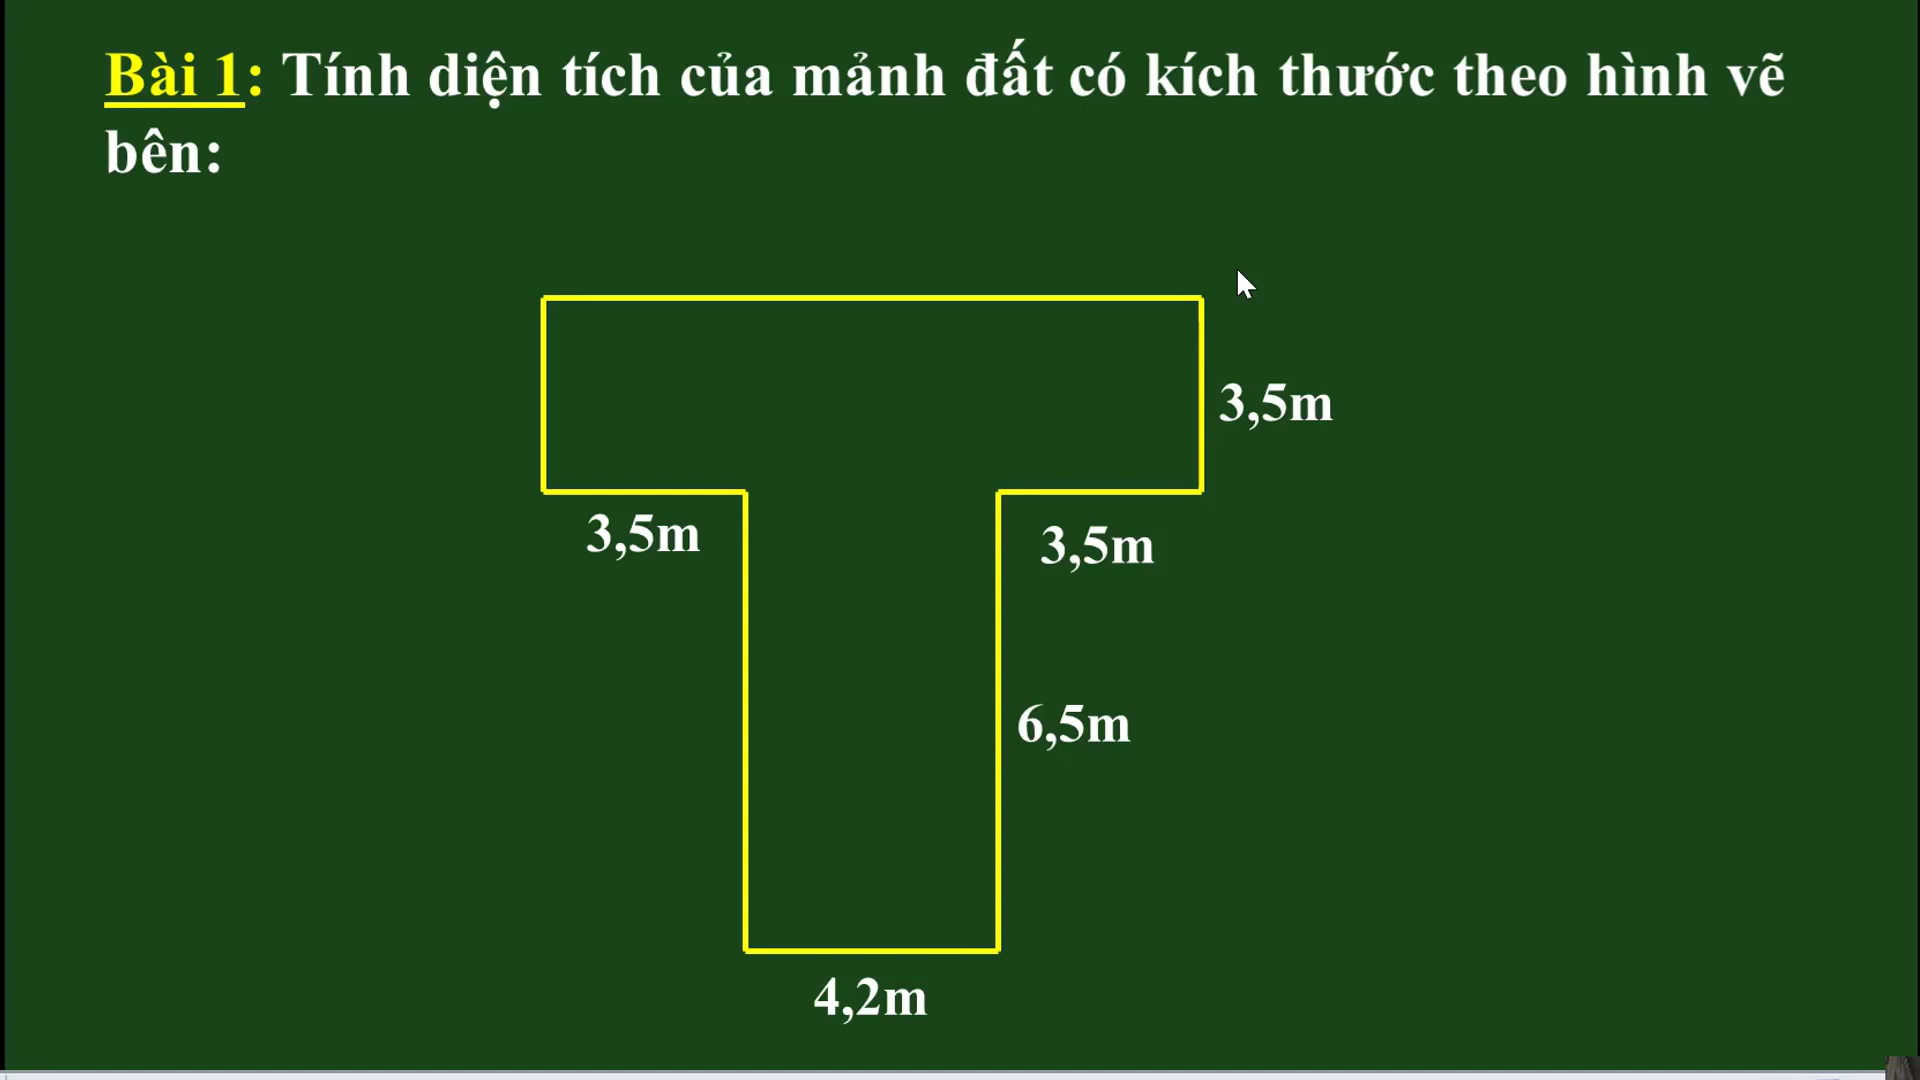 Bài 1: Tính diện tích của mảnh đất có kích thước theo hình vẽ
bên:
3,5m
3,5m
3,5m
6,5m
4,2m